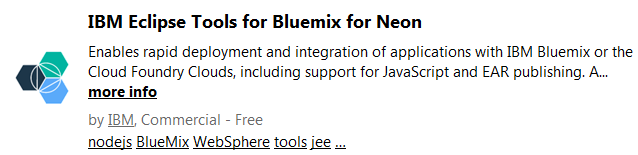 IBM Eclipse Tools for Bluemix for Neon
Enables rapid deployment and integration of applications with IBM Bluemix or the
Cloud Foundry Clouds, including support for JavaScript and EAR publishing. A...
more info
by IBM, Commercial - Free
nodejs BlueMix WebSphere tools jee ...